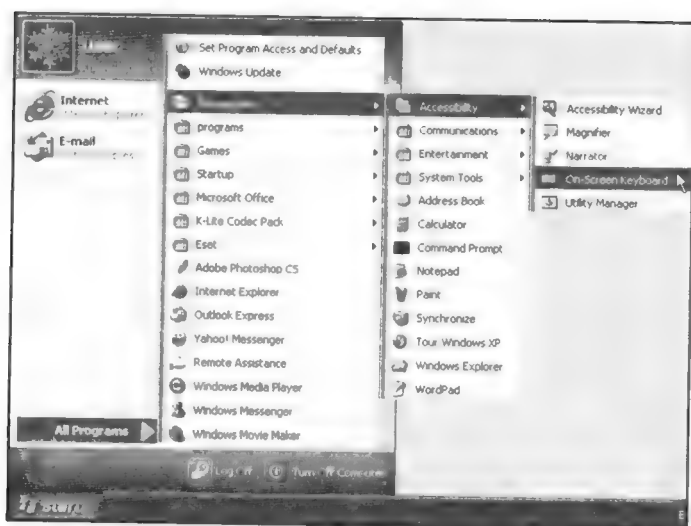 Set Program Access and Defaults
Windows Update
Internet
E-mail
programs
Games
Startup
Microsoft Office
K-Lite Codec Pack
Eset
Adobe Photoshop CS
Internet Explorer
Outlook Express
Yahoo! Messenger
Remote Assistance
Windows Media Player
Windows Messenger
Windows Movie Maker
All Programs
Accessibility
Communications
Entertainment
System Tools
Address Book
Calculator
Command Prompt
Notepad
Paint
Synchronize
Tour Windows XP
Windows Explorer
WordPad
Accessibility Wizard
Magnifier
Narrator
On-Screen Keyboard
Utility Manager
Log Off
Turn Off Computer
start